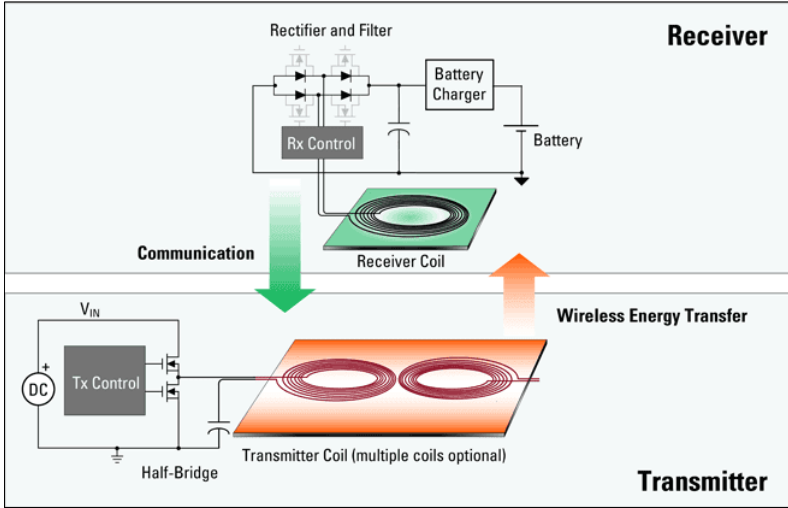 Receiver
Rectifier and Filter
Battery
Charger
Rx Control
Battery
Receiver Coil
Communication
Wireless Energy Transfer
VIN
+
DC
Tx Control
Half-Bridge
Transmitter Coil (multiple coils optional)
Transmitter